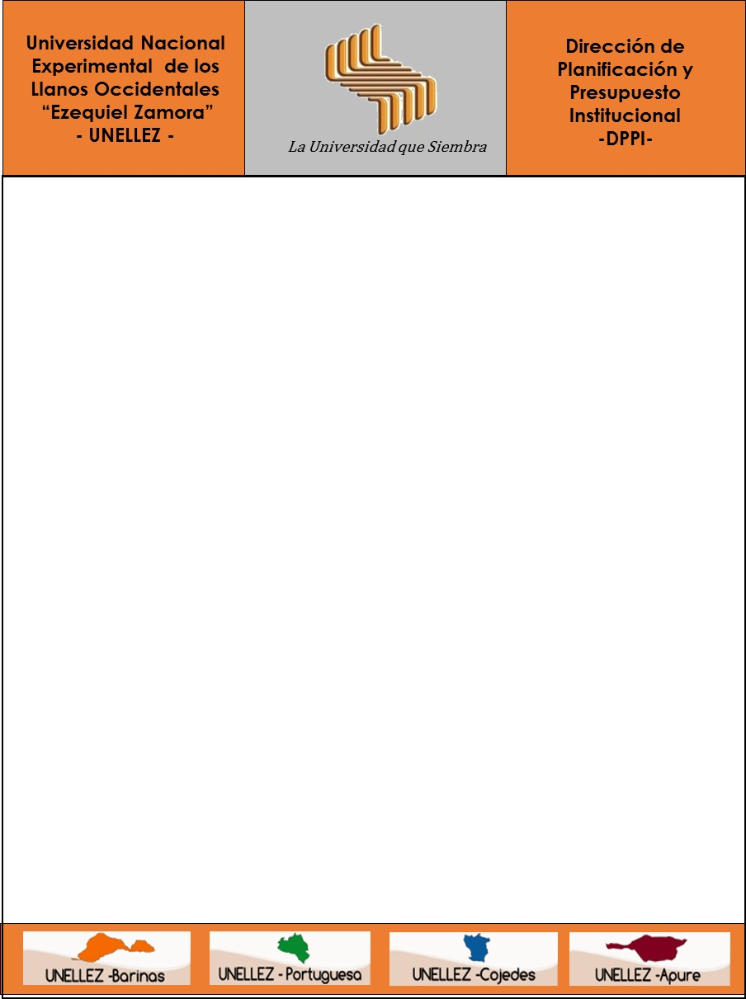 Universidad Nacional
Experimental  de los
Llanos Occidentales
“Ezequiel Zamora”
- UNELLEZ -
La Universidad que Siembra
Dirección de
Planificación y
Presupuesto
Institucional
-DPPI-
UNELLEZ -Barinas
UNELLEZ - Portuguesa
UNELLEZ -Cojedes
UNELLEZ -Apure